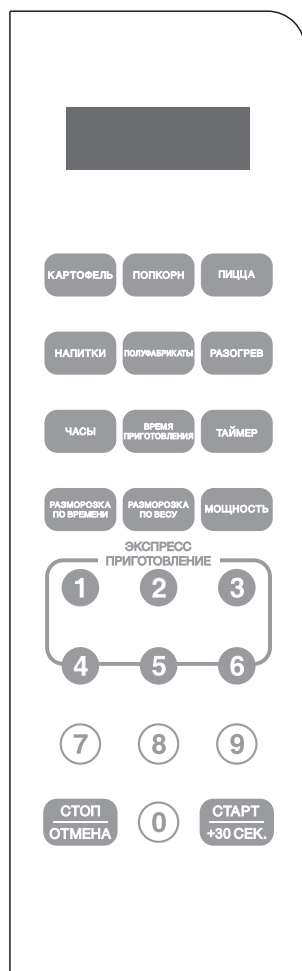 КАРТОФЕЛЬ ПОПКОРН ПИЦЦА
НАПИТКИ ПОЛУФАБРИКАТЫ РАЗОГРЕВ
ЧАСЫ ВРЕМЯ ПРИГОТОВЛЕНИЯ ТАЙМЕР
РАЗМОРОЗКА ПО ВРЕМЕНИ РАЗМОРОЗКА ПО ВЕСУ МОЩНОСТЬ
ЭКСПРЕСС
ПРИГОТОВЛЕНИЕ
1 2 3
4 5 6
7 8 9
СТОП
ОТМЕНА
0
СТАРТ
+30 СЕК.